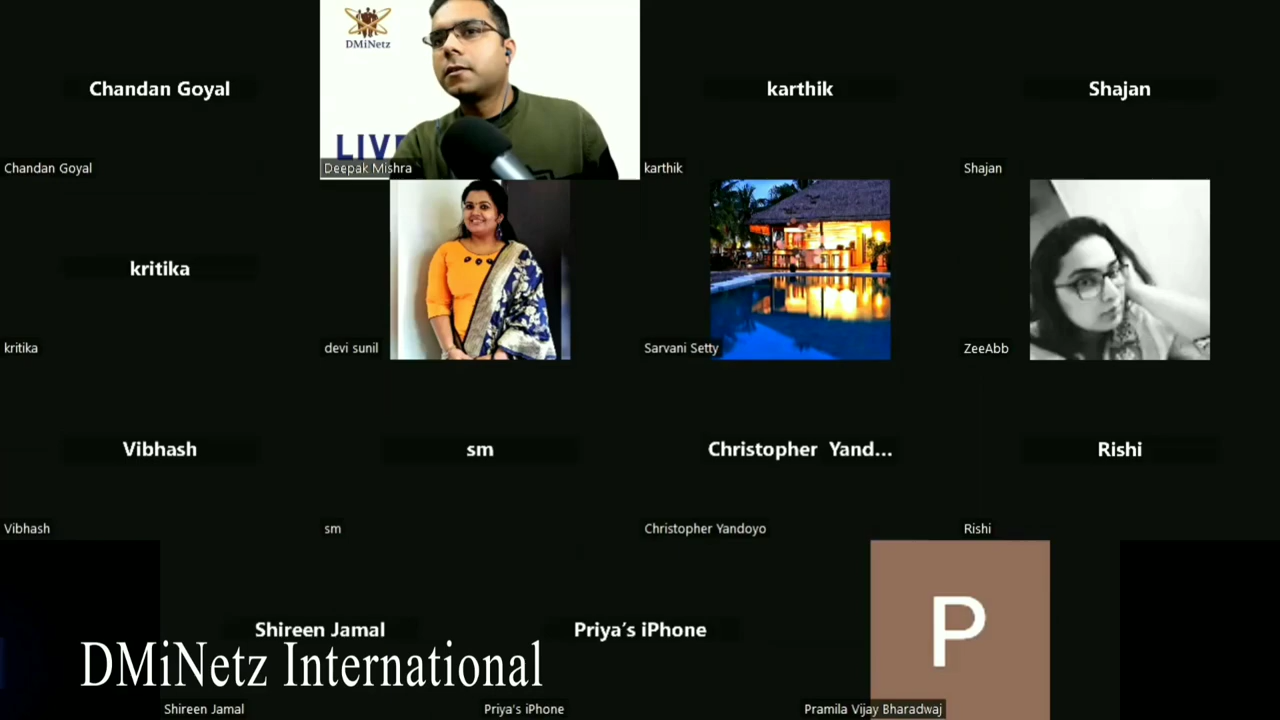 DMiNetz
LIVE
Chandan Goyal
karthik
Shajan
Chandan Goyal
Deepak Mishra
karthik
Shajan
kritika
kritika
devi sunil
Sarvani Setty
ZeeAbb
Vibhash
sm
Christopher Yand...
Rishi
Vibhash
sm
Christopher Yandoyo
Rishi
Shireen Jamal
Priya's iPhone
P
DMiNetz International
Shireen Jamal
Priya's iPhone
Pramila Vijay Bharadwaj